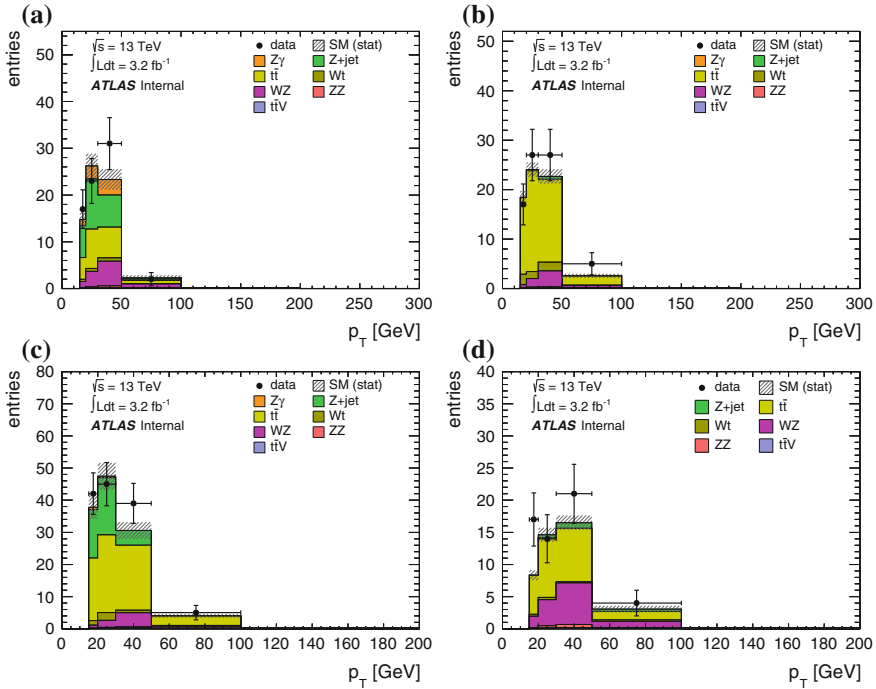 (a)
entries
50
40
30
20
10
0
√s = 13 TeV
∫Ldt = 3.2 fb⁻¹
ATLAS Internal
data
SM (stat)
Zγ
Z+jet
tt̄
Wt
WZ
ZZ
tt̄V
0 50 100 150 200 250 300
p_T [GeV]
(b)
entries
50
40
30
20
10
0
√s = 13 TeV
∫Ldt = 3.2 fb⁻¹
ATLAS Internal
data
SM (stat)
Zγ
Z+jet
tt̄
Wt
WZ
ZZ
tt̄V
0 50 100 150 200 250 300
p_T [GeV]
(c)
entries
80
70
60
50
40
30
20
10
0
√s = 13 TeV
∫Ldt = 3.2 fb⁻¹
ATLAS Internal
data
SM (stat)
Zγ
Z+jet
tt̄
Wt
WZ
ZZ
tt̄V
0 20 40 60 80 100 120 140 160 180 200
p_T [GeV]
(d)
entries
40
35
30
25
20
15
10
5
0
√s = 13 TeV
∫Ldt = 3.2 fb⁻¹
ATLAS Internal
data
SM (stat)
Z+jet
tt̄
Wt
WZ
ZZ
tt̄V
0 20 40 60 80 100 120 140 160 180 200
p_T [GeV]